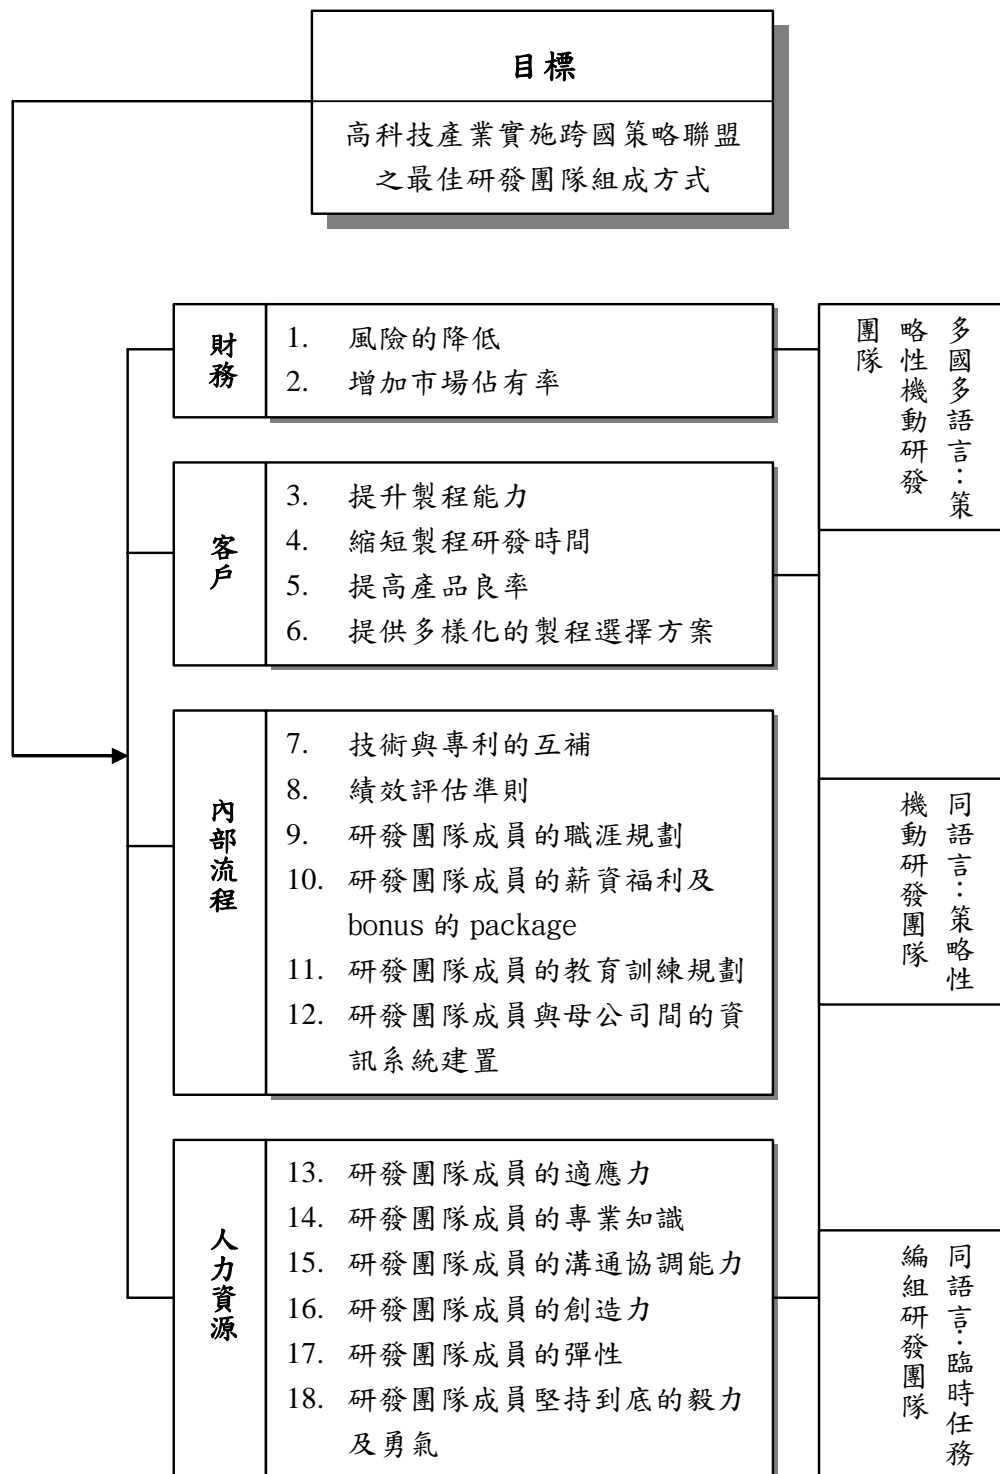 目標
高科技產業實施跨國策略聯盟
之最佳研發團隊組成方式
財務
1. 風險的降低
2. 增加市場佔有率
客戶
3. 提升製程能力
4. 縮短製程研發時間
5. 提高產品良率
6. 提供多樣化的製程選擇方案
內部流程
7. 技術與專利的互補
8. 績效評估準則
9. 研發團隊成員的職涯規劃
10. 研發團隊成員的薪資福利及
bonus 的 package
11. 研發團隊成員的教育訓練規劃
12. 研發團隊成員與母公司間的資
訊系統建置
人力資源
13. 研發團隊成員的適應力
14. 研發團隊成員的專業知識
15. 研發團隊成員的溝通協調能力
16. 研發團隊成員的創造力
17. 研發團隊成員的彈性
18. 研發團隊成員堅持到底的毅力
及勇氣
多國多語言：策
略性機動研發
團隊
同語言：策略性
機動研發團隊
同語言：臨時任務
編組研發團隊